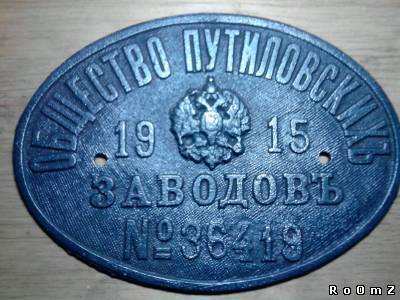 ОБЩЕСТВО ПУТИЛОВСКИХЪ
19 15
ЗАВОДОВЪ
№36419
RoOmZ